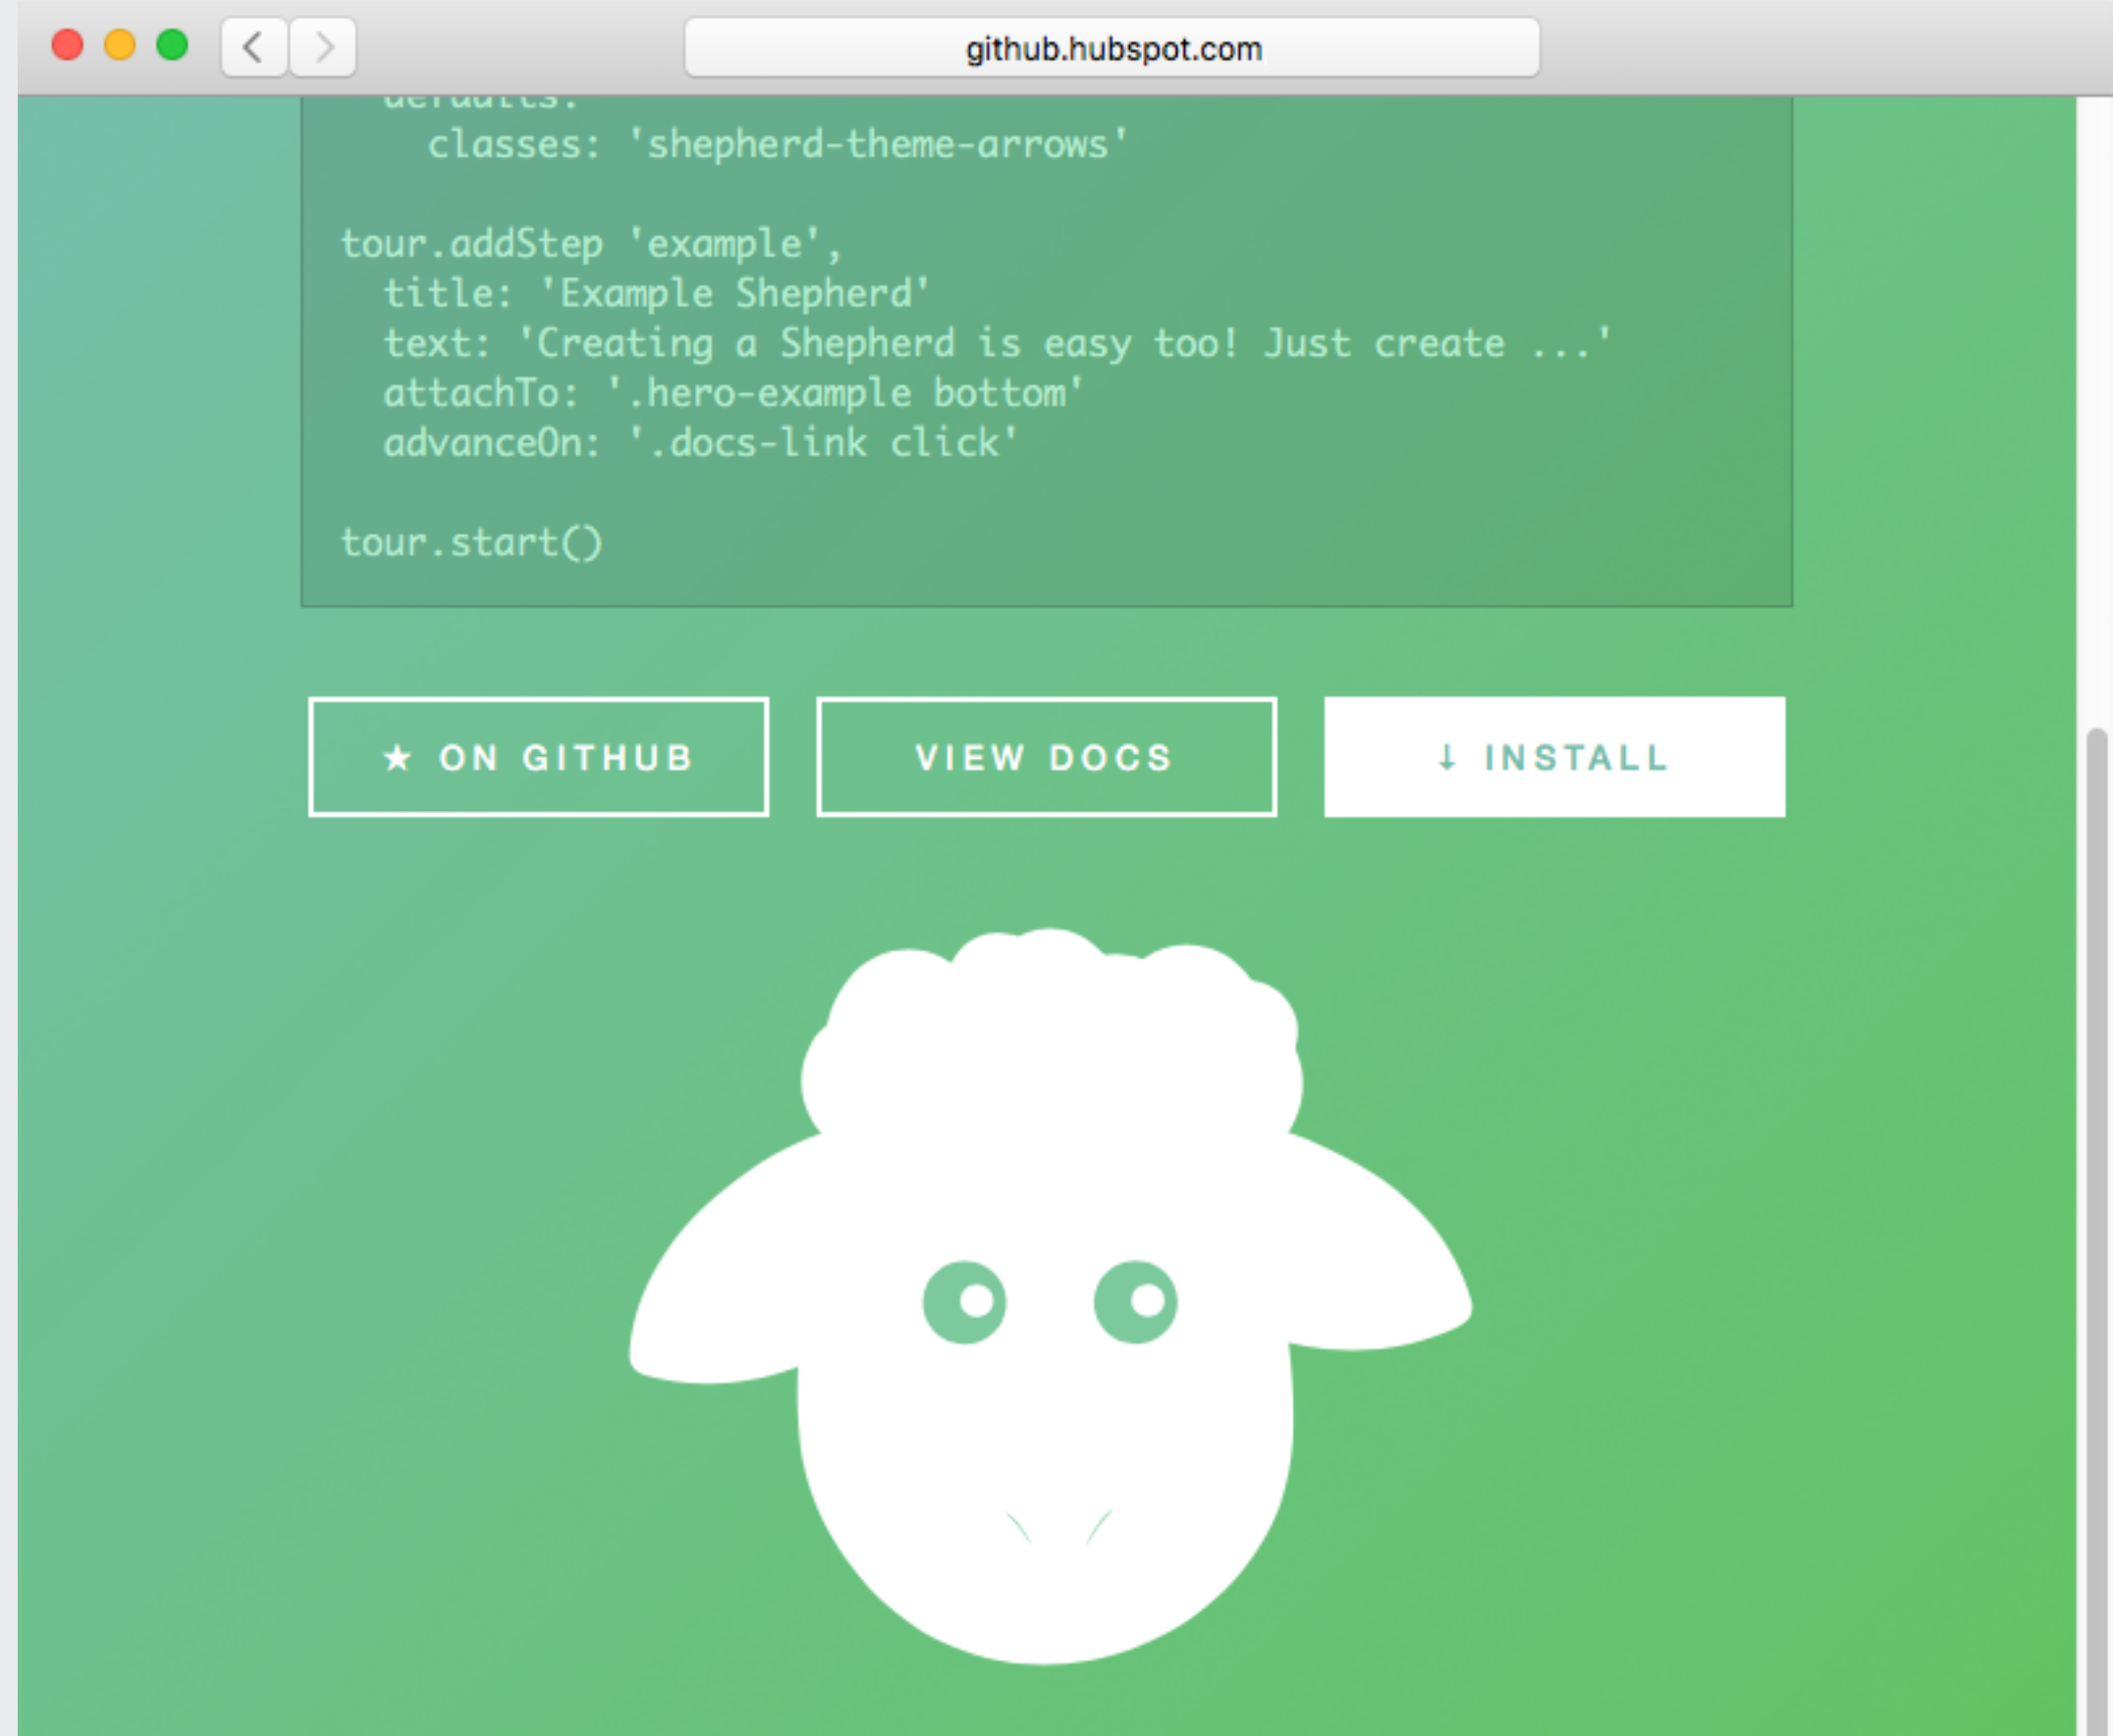 github.hubspot.com
defaults:
classes: 'shepherd-theme-arrows'
tour.addStep 'example',
title: 'Example Shepherd'
text: 'Creating a Shepherd is easy too! Just create ...'
attachTo: '.hero-example bottom'
advanceOn: '.docs-link click'
tour.start()
★ ON GITHUB
VIEW DOCS
↓ INSTALL